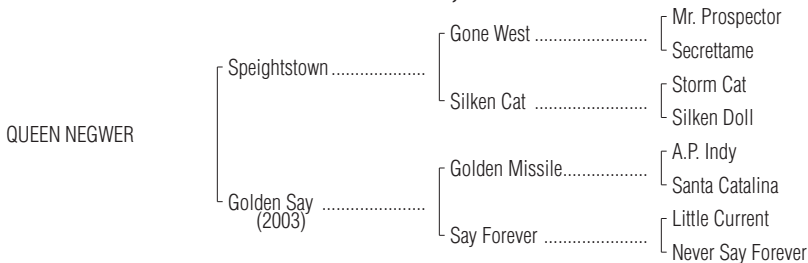 Mr. Prospector
Gone West ........................
Secrettame
Speightstown .....................
Storm Cat
Silken Cat ........................
Silken Doll
QUEEN NEGWER
A.P. Indy
Golden Missile..................
Santa Catalina
Golden Say ......................
(2003)
Little Current
Say Forever ......................
Never Say Forever